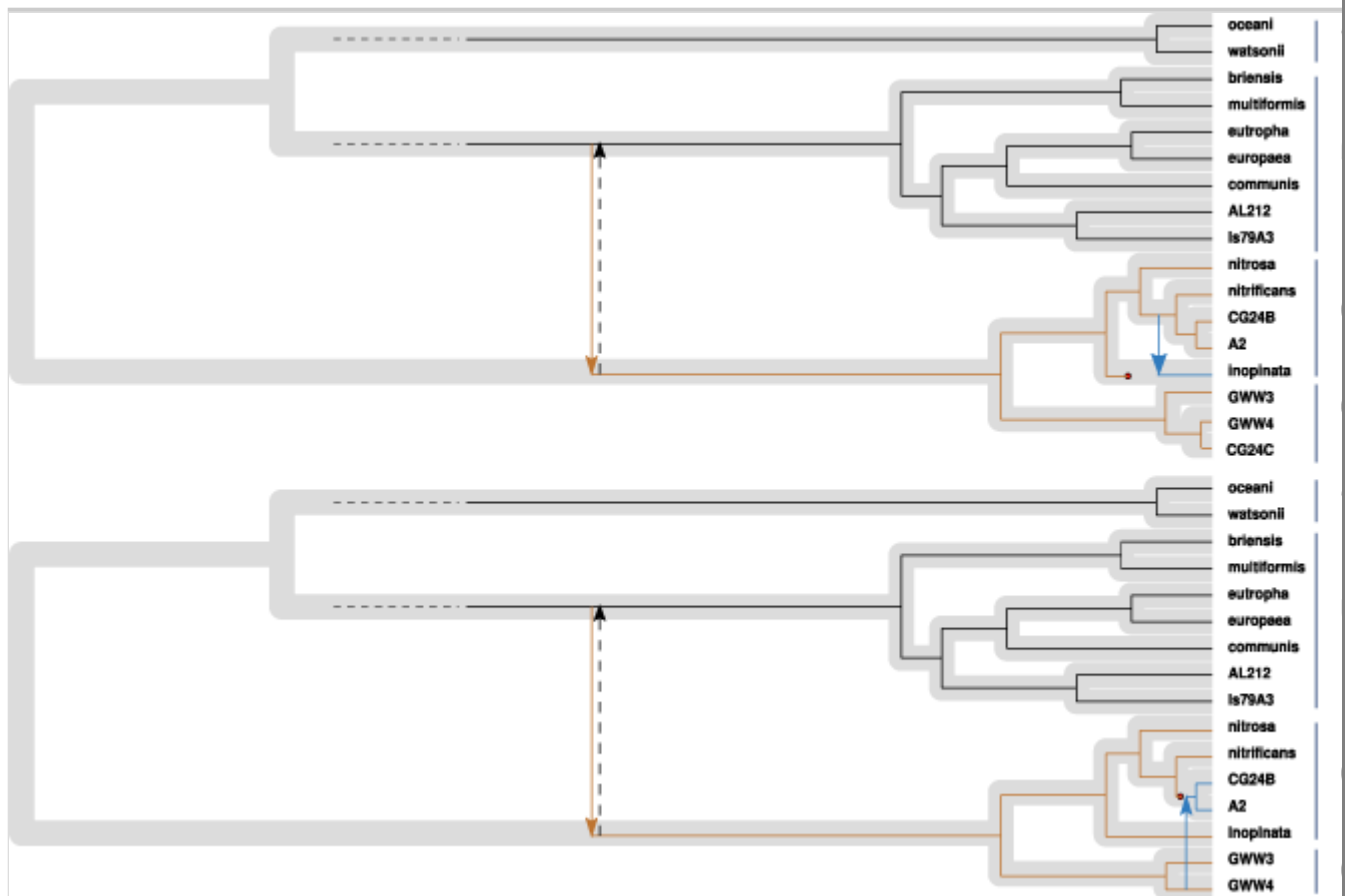 oceani
watsonii
briensis
multiformis
eutropha
europaea
communis
AL212
Is79A3
nitrosa
nitrificans
CG24B
A2
inopinata
GWW3
GWW4
CG24C
oceani
watsonii
briensis
multiformis
eutropha
europaea
communis
AL212
Is79A3
nitrosa
nitrificans
CG24B
A2
inopinata
GWW3
GWW4